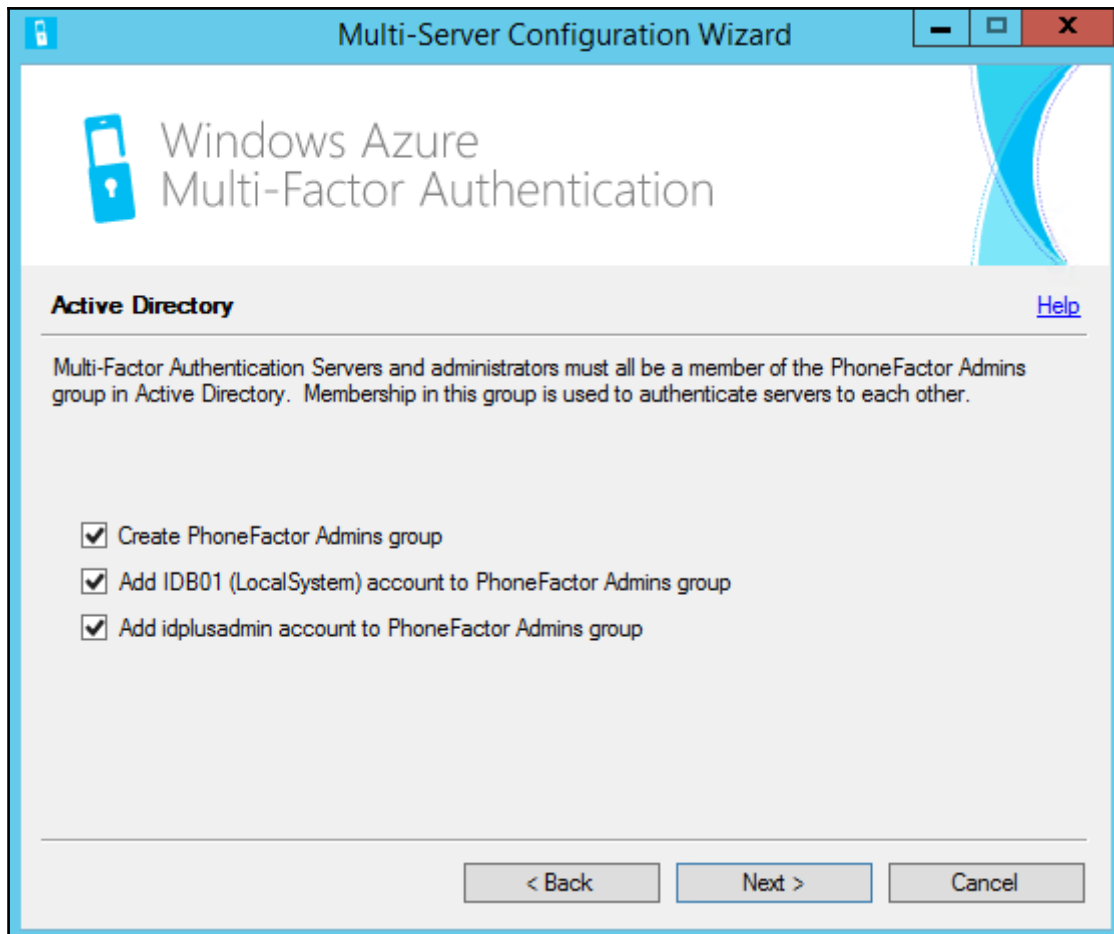 Multi-Server Configuration Wizard
Windows Azure
Multi-Factor Authentication
Active Directory
Help
Multi-Factor Authentication Servers and administrators must all be a member of the PhoneFactor Admins
group in Active Directory.  Membership in this group is used to authenticate servers to each other.
Create PhoneFactor Admins group
Add IDB01 (LocalSystem) account to PhoneFactor Admins group
Add idplusadmin account to PhoneFactor Admins group
< Back
Next >
Cancel